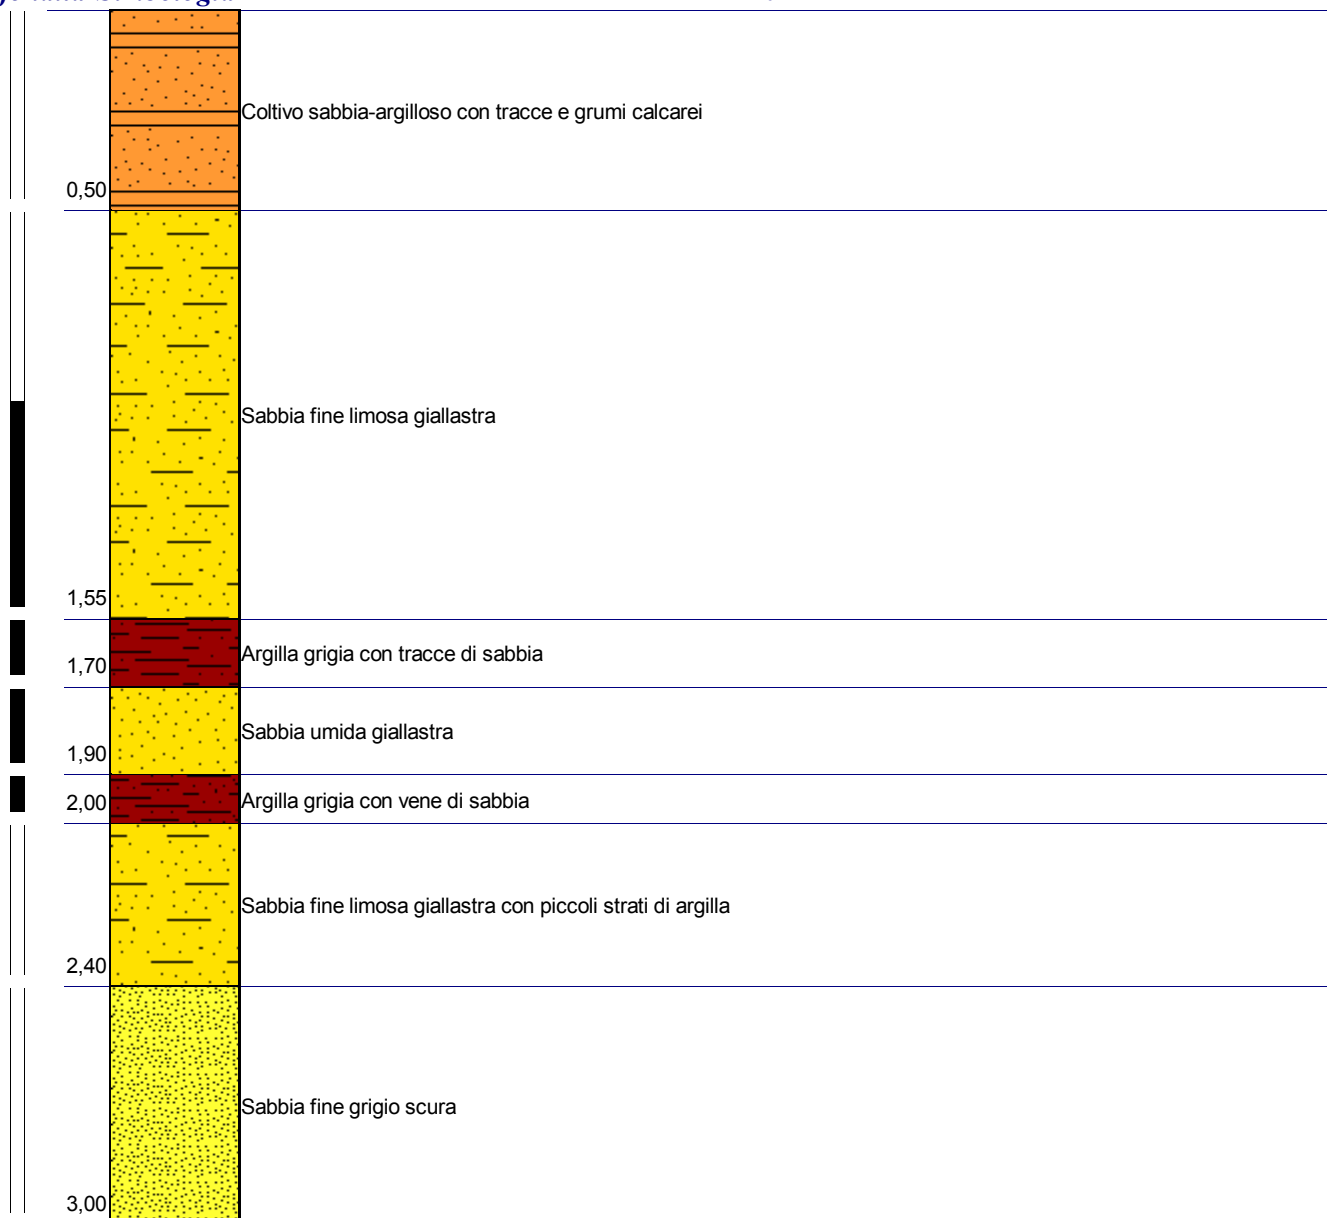 Coltivo sabbia-argilloso con tracce e grumi calcarei
0,50
Sabbia fine limosa giallastra
1,55
Argilla grigia con tracce di sabbia
1,70
Sabbia umida giallastra
1,90
Argilla grigia con vene di sabbia
2,00
Sabbia fine limosa giallastra con piccoli strati di argilla
2,40
Sabbia fine grigio scura
3,00